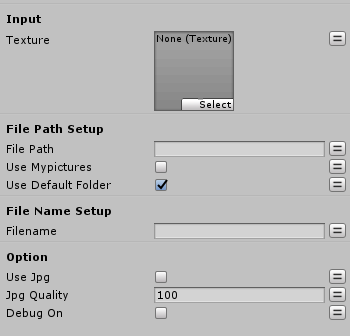 Input
Texture
None (Texture)
Select
File Path Setup
File Path
Use Mypictures
Use Default Folder
File Name Setup
Filename
Option
Use Jpg
Jpg Quality 100
Debug On